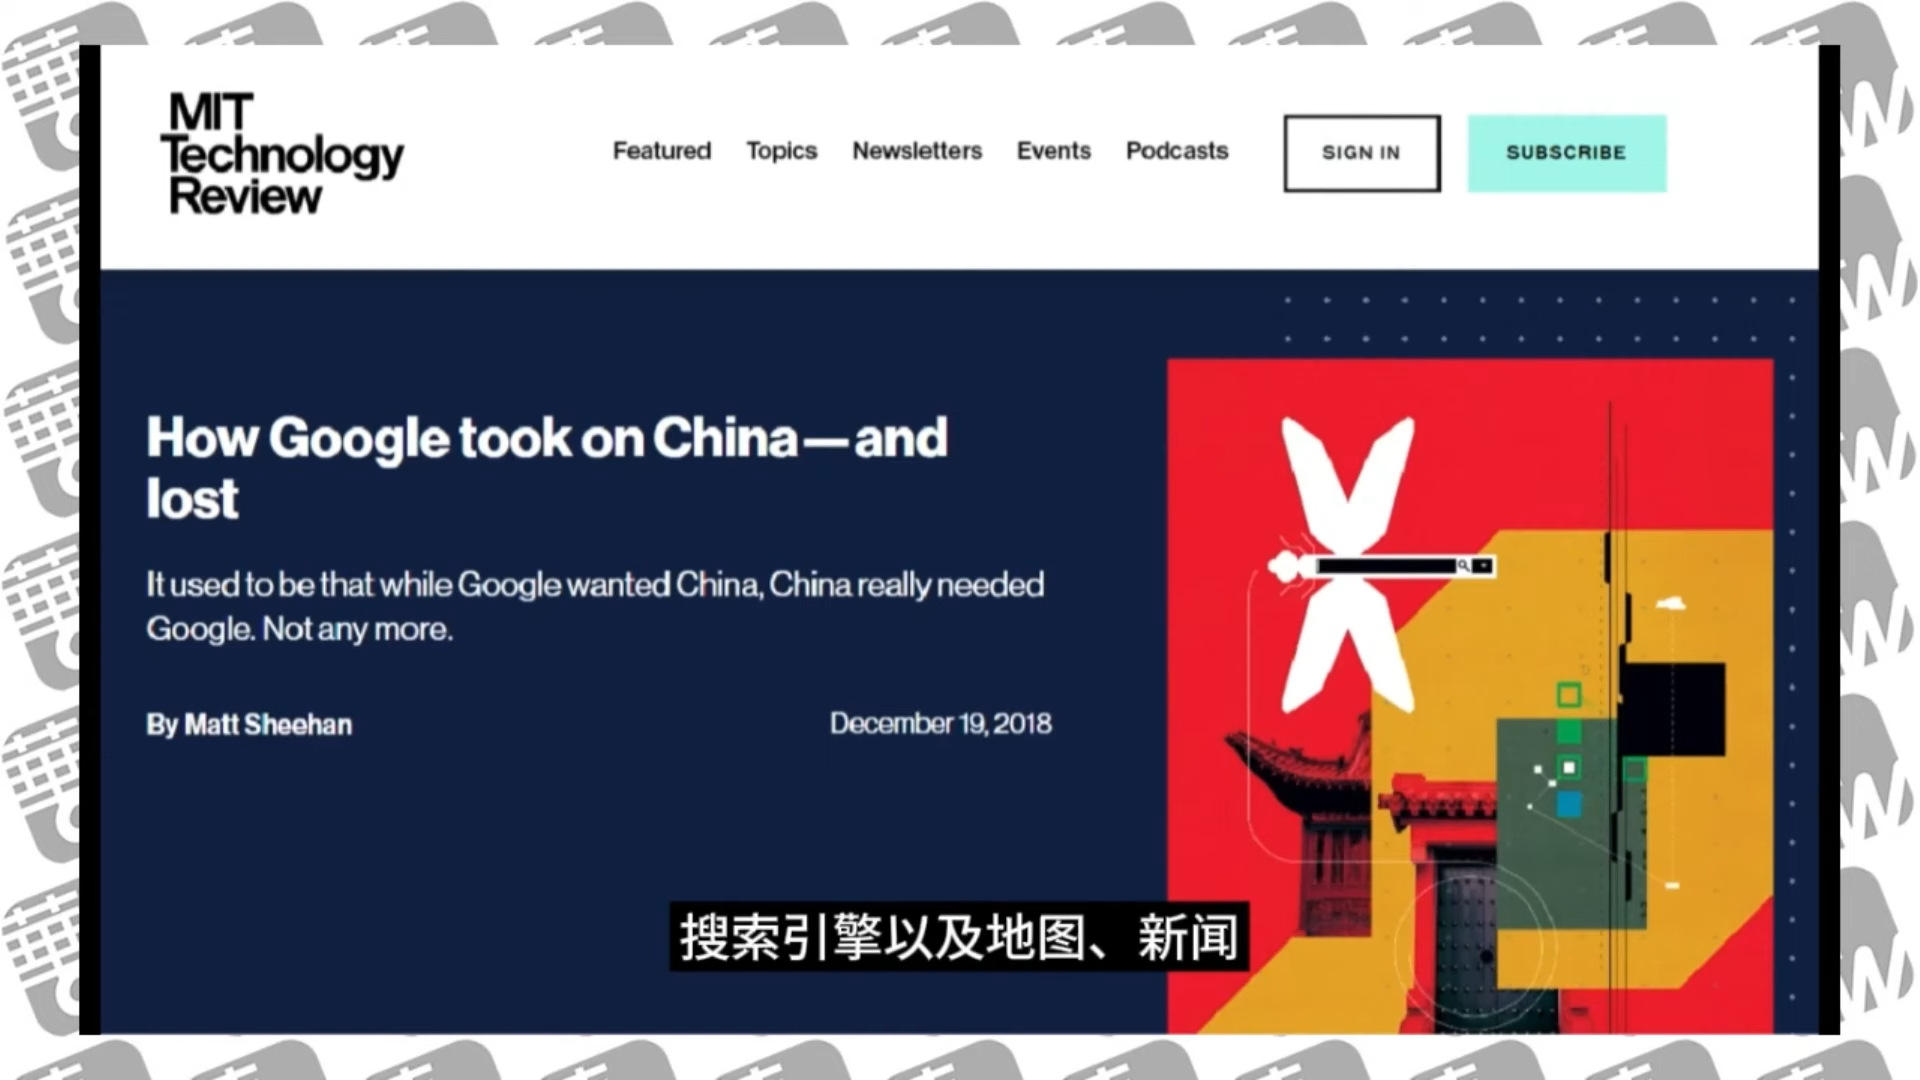 MIT
Technology
Review
Featured
Topics
Newsletters
Events
Podcasts
SIGN IN
SUBSCRIBE
How Google took on China—and
lost
It used to be that while Google wanted China, China really needed
Google. Not any more.
By Matt Sheehan
December 19, 2018
搜索引擎以及地图、新闻